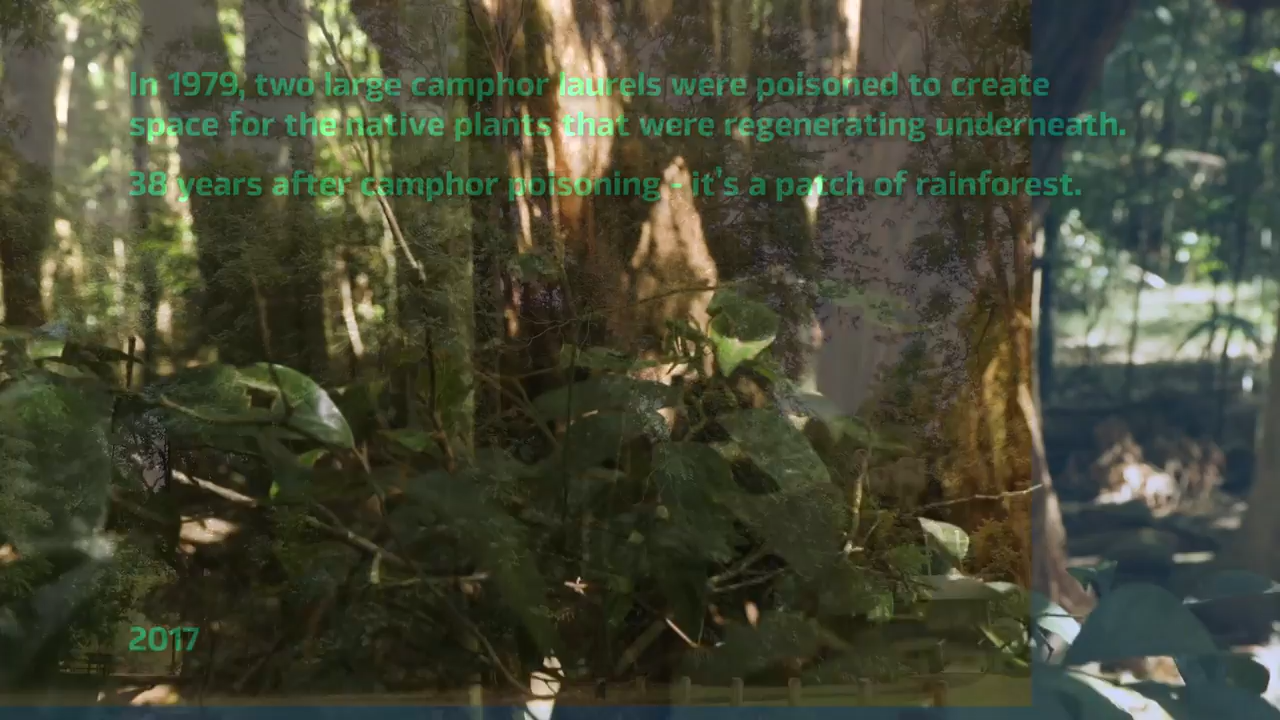 In 1979, two large camphor laurels were poisoned to create
space for the native plants that were regenerating underneath.
38 years after camphor poisoning - it's a patch of rainforest.
2017